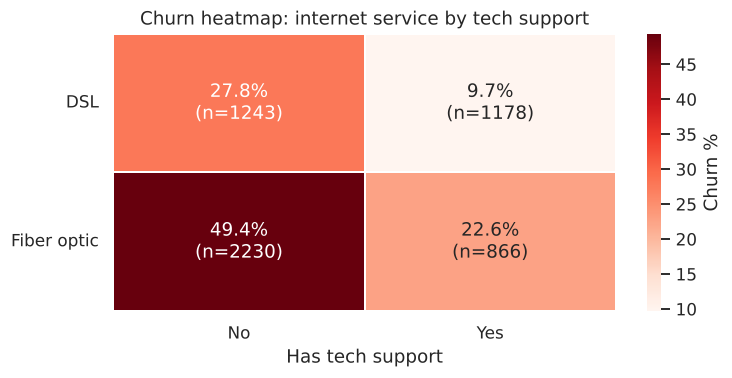 Churn heatmap: internet service by tech support
DSL
27.8%
(n=1243)
9.7%
(n=1178)
Fiber optic
49.4%
(n=2230)
22.6%
(n=866)
No
Yes
Has tech support
45
40
35
30
25
20
15
10
Churn %